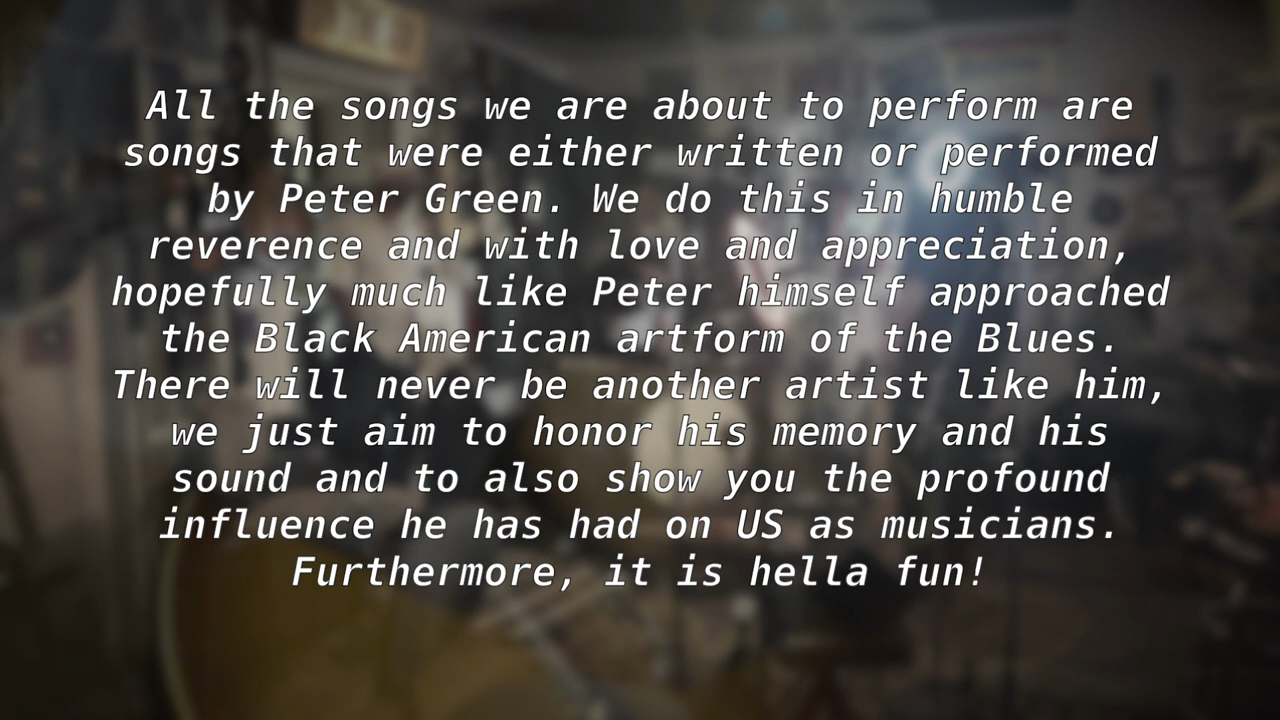 All the songs we are about to perform are
songs that were either written or performed
by Peter Green. We do this in humble
reverence and with love and appreciation,
hopefully much like Peter himself approached
the Black American artform of the Blues.
There will never be another artist like him,
we just aim to honor his memory and his
sound and to also show you the profound
influence he has had on US as musicians.
Furthermore, it is hella fun!